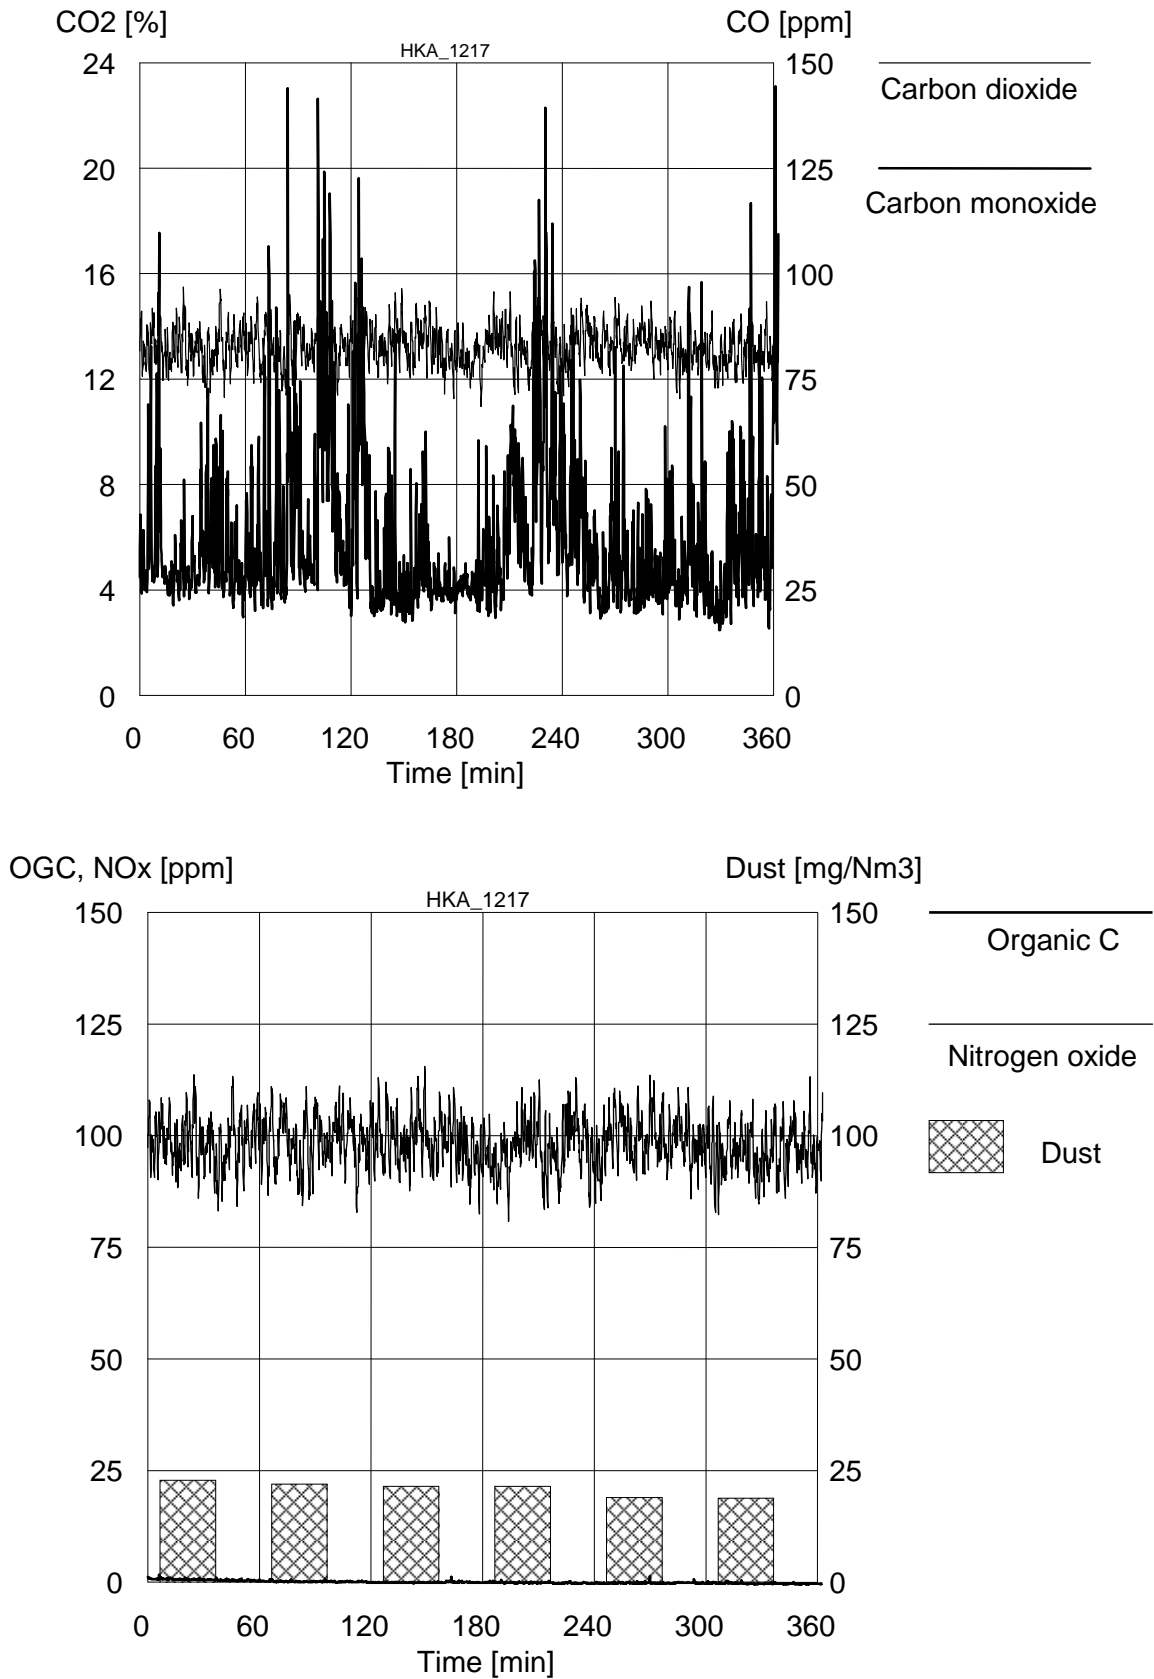 CO2 [%]
CO [ppm]
HKA_1217
24
150
Carbon dioxide
20
125
Carbon monoxide
16
100
12
75
8
50
4
25
0
0
0 60 120 180 240 300 360
Time [min]
OGC, NOx [ppm]
Dust [mg/Nm3]
HKA_1217
150
150
Organic C
125
125
Nitrogen oxide
100
100
Dust
75
75
50
50
25
25
0
0
0 60 120 180 240 300 360
Time [min]